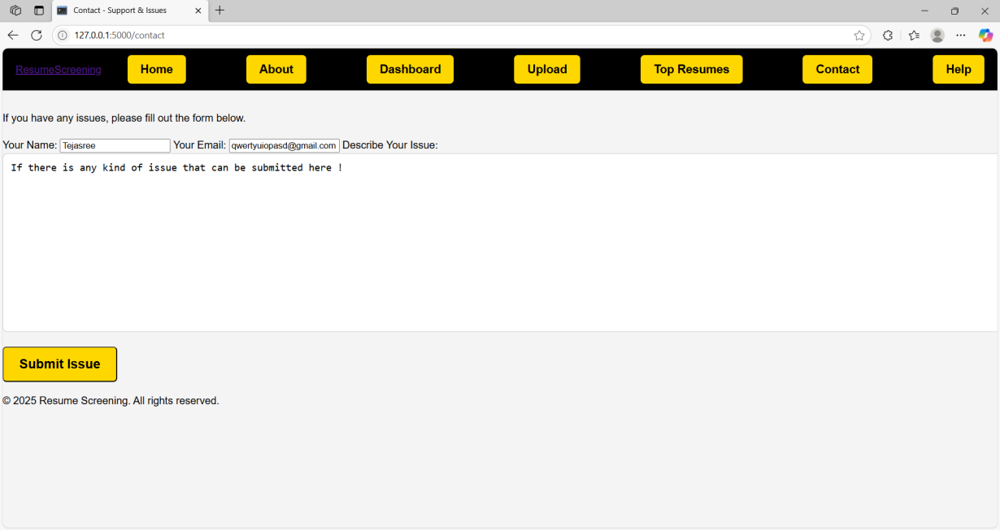 Contact - Support & Issues
127.0.0.1:5000/contact
ResumeScreening Home About Dashboard Upload Top Resumes Contact Help
If you have any issues, please fill out the form below.
Your Name: Tejasree Your Email: qwertyuiopasd@gmail.com Describe Your Issue:
If there is any kind of issue that can be submitted here !
Submit Issue
© 2025 Resume Screening. All rights reserved.